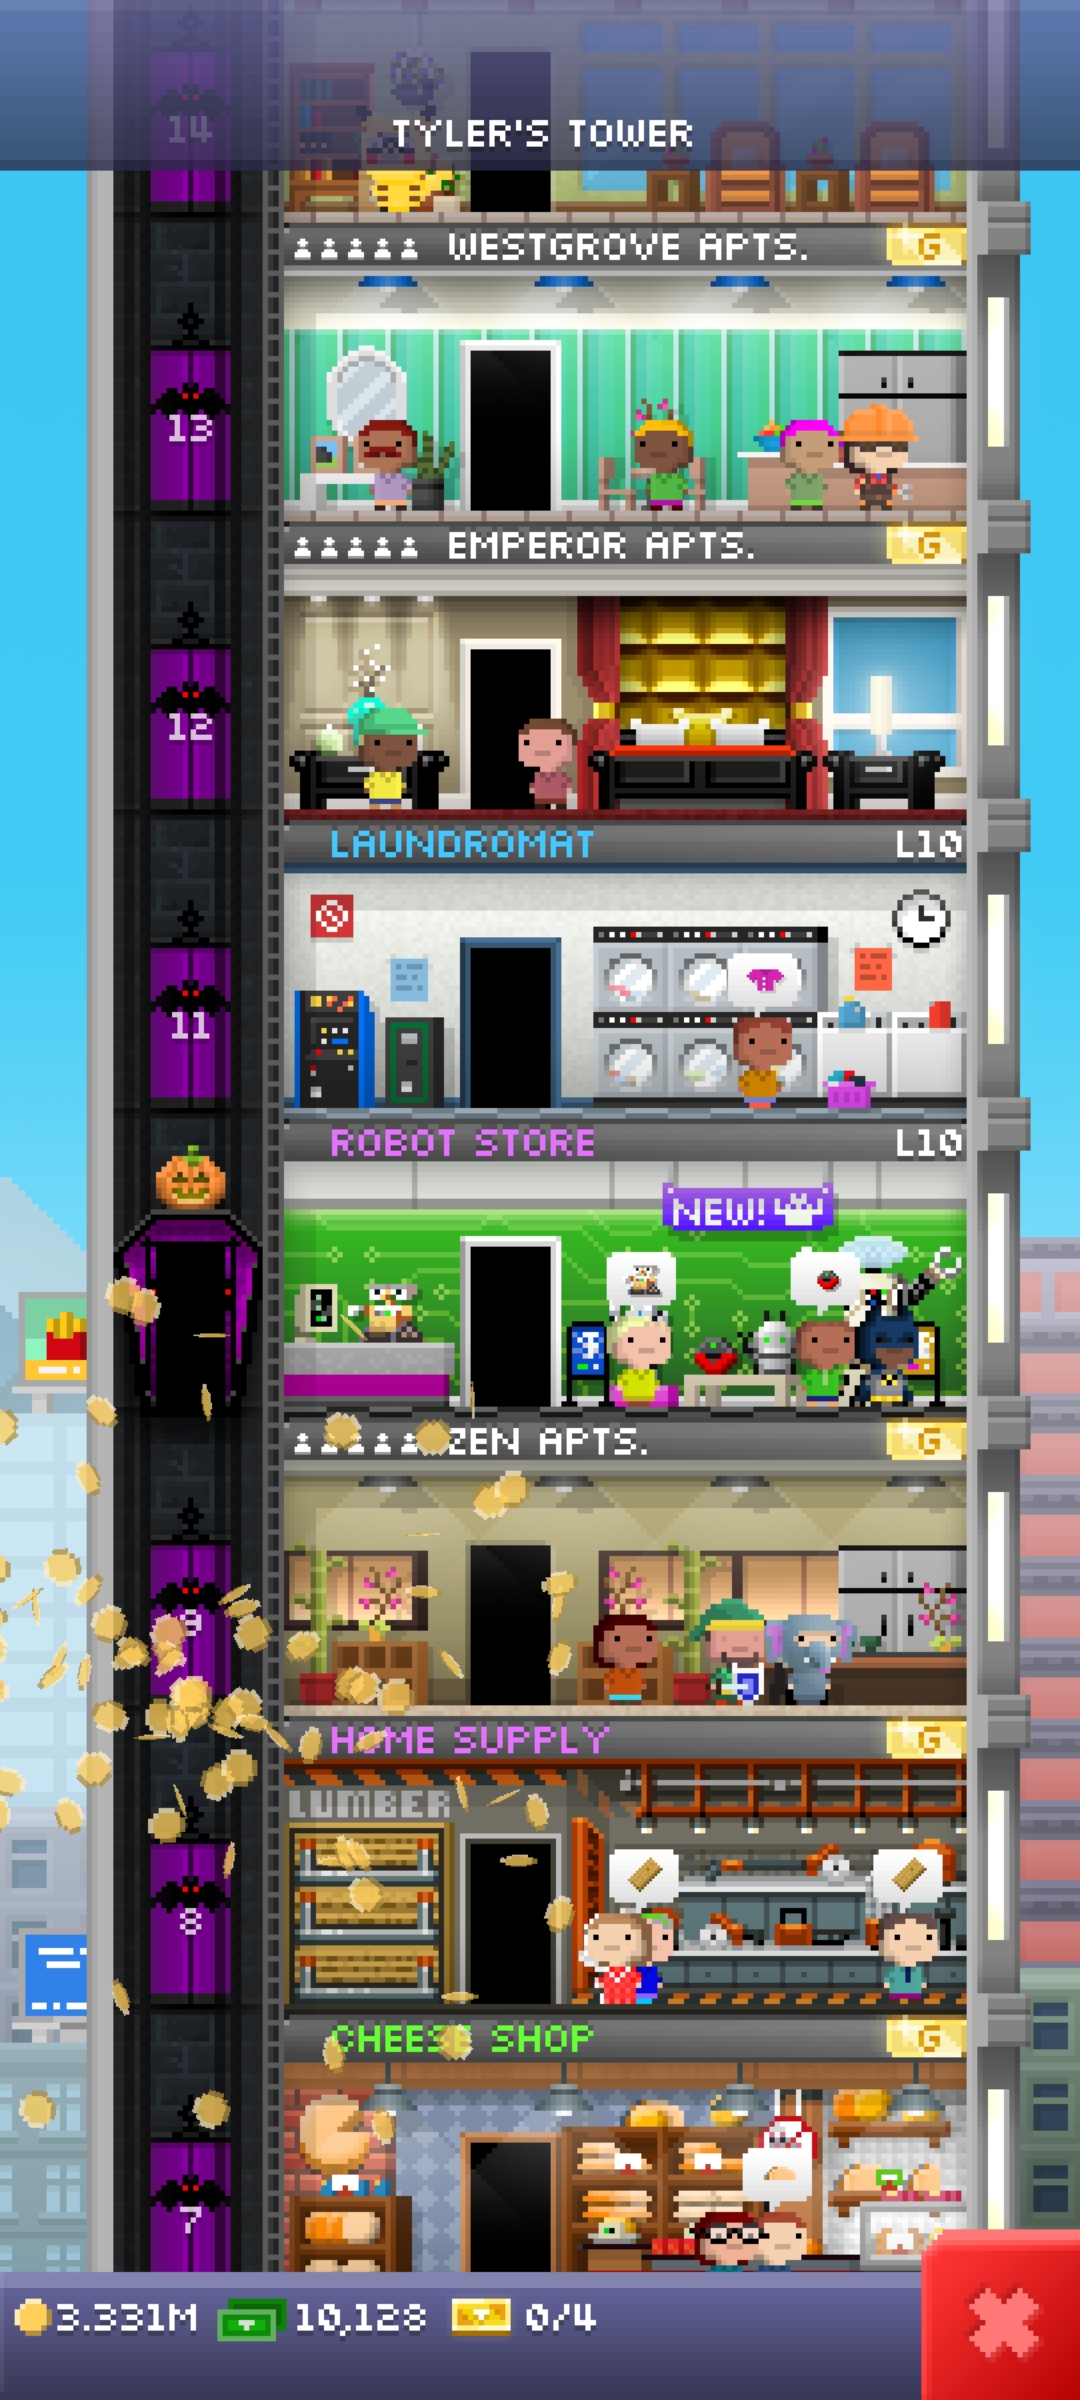 14
TYLER'S TOWER
WESTGROVE APTS. G
13
EMPEROR APTS. G
12
LAUNDROMAT L10
11
ROBOT STORE L10
NEW!
ZEN APTS. G
9
HOME SUPPLY G
LUMBER
8
CHEESE SHOP G
7
3.331M 10,128 0/4